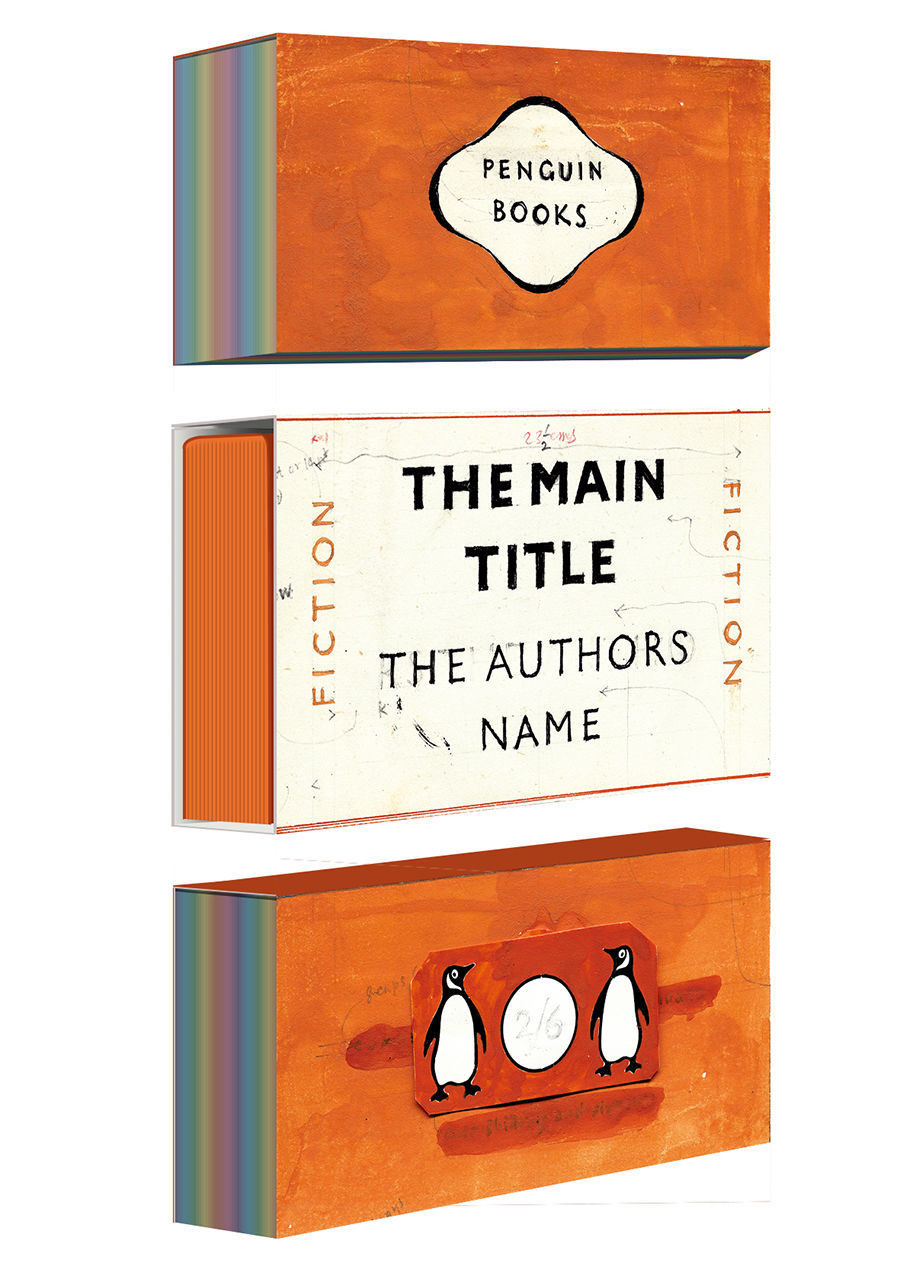 PENGUIN
BOOKS
FICTION
THE MAIN
TITLE
THE AUTHORS
NAME
FICTION
2/6